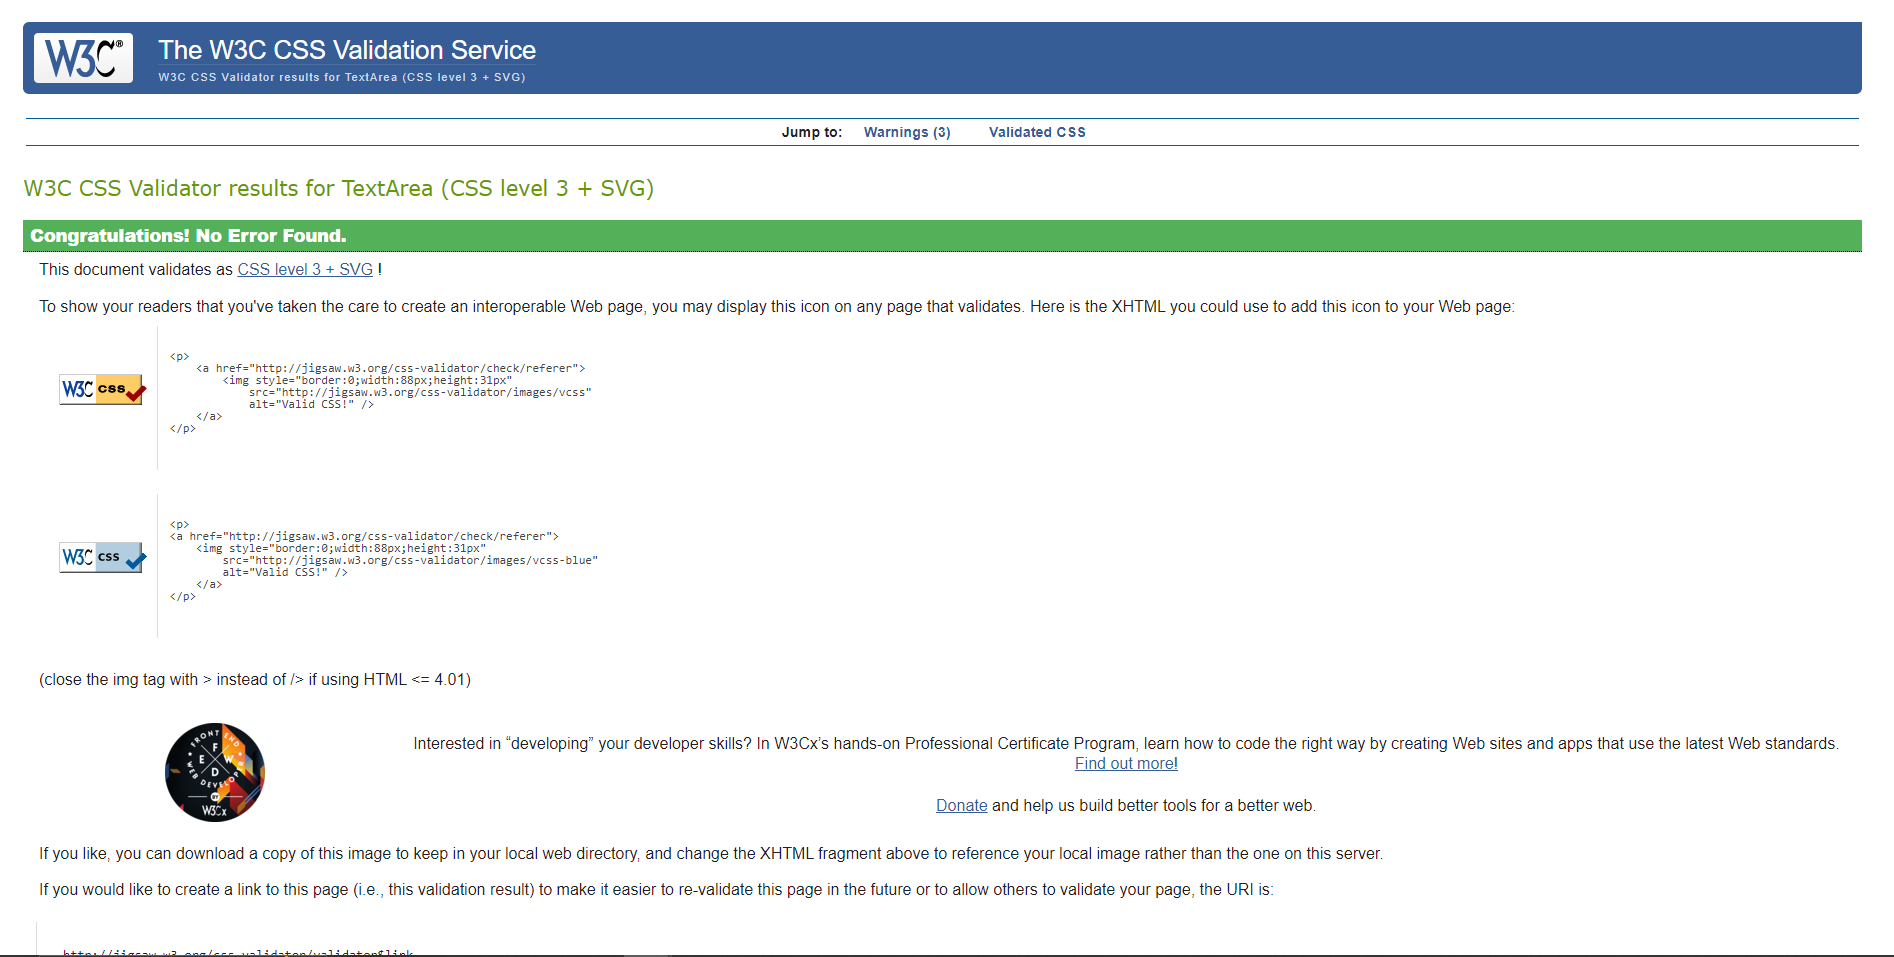 W3C®
The W3C CSS Validation Service
W3C CSS Validator results for TextArea (CSS level 3 + SVG)
Jump to: Warnings (3) Validated CSS
W3C CSS Validator results for TextArea (CSS level 3 + SVG)
Congratulations! No Error Found.
This document validates as CSS level 3 + SVG !
To show your readers that you've taken the care to create an interoperable Web page, you may display this icon on any page that validates. Here is the XHTML you could use to add this icon to your Web page:
W3C css
<p>
    <a href="http://jigsaw.w3.org/css-validator/check/referer">
        <img style="border:0;width:88px;height:31px"
            src="http://jigsaw.w3.org/css-validator/images/vcss"
            alt="Valid CSS!" />
    </a>
</p>
W3C css
<p>
<a href="http://jigsaw.w3.org/css-validator/check/referer">
    <img style="border:0;width:88px;height:31px"
        src="http://jigsaw.w3.org/css-validator/images/vcss-blue"
        alt="Valid CSS!" />
    </a>
</p>
(close the img tag with > instead of /> if using HTML <= 4.01)
FRONT END
F
E W
D
WEB DEVELOPER
BY
W3Cx
Interested in “developing” your developer skills? In W3Cx’s hands-on Professional Certificate Program, learn how to code the right way by creating Web sites and apps that use the latest Web standards.
Find out more!
Donate and help us build better tools for a better web.
If you like, you can download a copy of this image to keep in your local web directory, and change the XHTML fragment above to reference your local image rather than the one on this server.
If you would like to create a link to this page (i.e., this validation result) to make it easier to re-validate this page in the future or to allow others to validate your page, the URI is:
http://jigsaw.w3.org/css-validator/validator$link